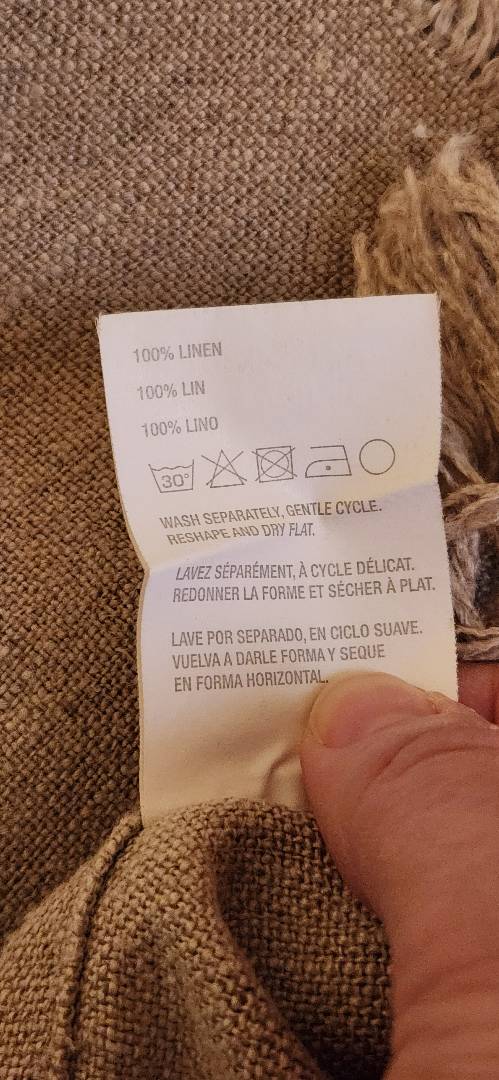 100% LINEN
100% LIN
100% LINO
30°
WASH SEPARATELY, GENTLE CYCLE.
RESHAPE AND DRY FLAT.
LAVEZ SÉPARÉMENT, À CYCLE DÉLICAT.
REDONNER LA FORME ET SÉCHER À PLAT.
LAVE POR SEPARADO, EN CICLO SUAVE.
VUELVA A DARLE FORMA Y SEQUE
EN FORMA HORIZONTAL.